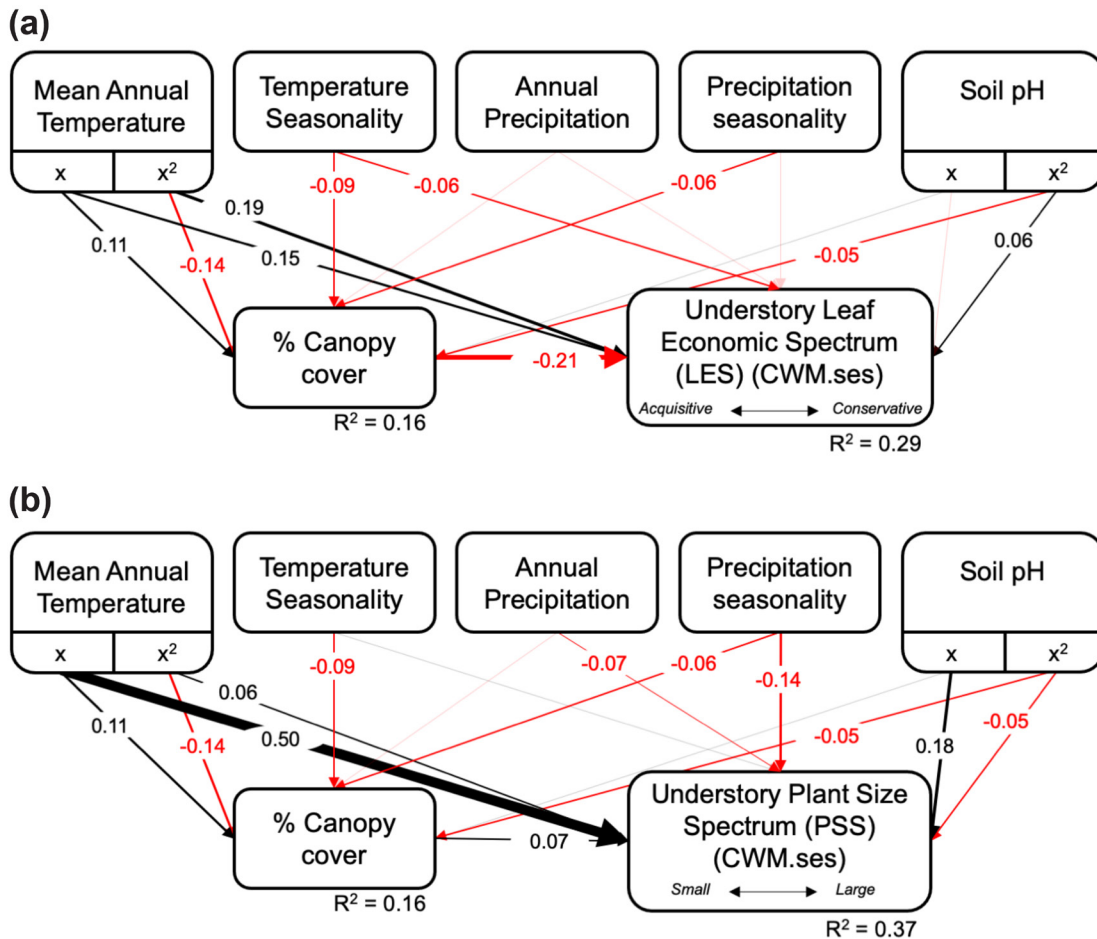 (a)
Mean Annual
Temperature
x
x²
Temperature
Seasonality
Annual
Precipitation
Precipitation
seasonality
Soil pH
x
x²
-0.09
-0.06
-0.06
0.19
0.11
-0.14
0.15
-0.05
0.06
% Canopy
cover
R² = 0.16
-0.21
Understory Leaf
Economic Spectrum
(LES) (CWM.ses)
Acquisitive
Conservative
R² = 0.29
(b)
Mean Annual
Temperature
x
x²
Temperature
Seasonality
Annual
Precipitation
Precipitation
seasonality
Soil pH
x
x²
-0.09
-0.07
-0.06
-0.14
0.06
0.11
-0.14
0.50
-0.05
0.18
-0.05
% Canopy
cover
R² = 0.16
0.07
Understory Plant Size
Spectrum (PSS)
(CWM.ses)
Small
Large
R² = 0.37